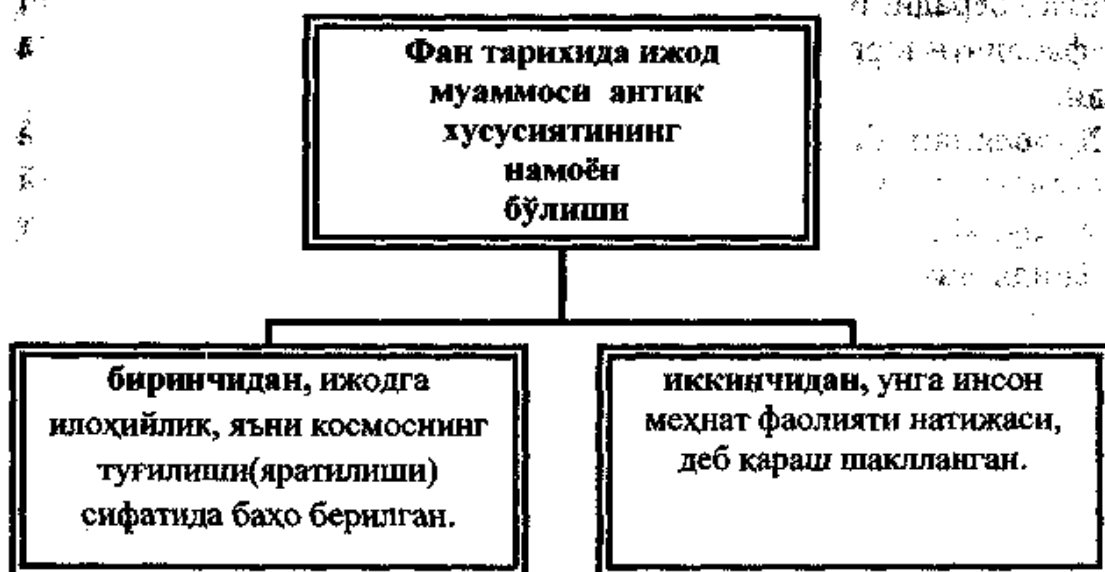 Фан тарихида ижод
муаммоси антик
хусусиятининг
намоён
бўлиши
биринчидан, ижодга
илоҳийлик, яъни космоснинг
туғилиши(яратилиши)
сифатида баҳо берилган.
иккинчидан, унга инсон
меҳнат фаолияти натижаси,
деб қараш шаклланган.